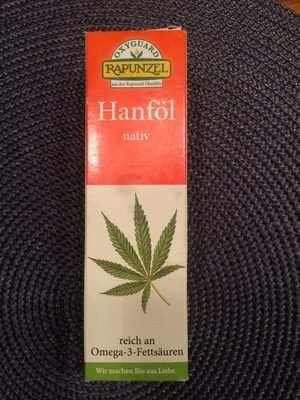 OXYGUARD
RAPUNZEL
aus der Rapunzel Ölmühle
Hanföl
nativ
reich an
Omega-3-Fettsäuren
Wir machen Bio aus Liebe.